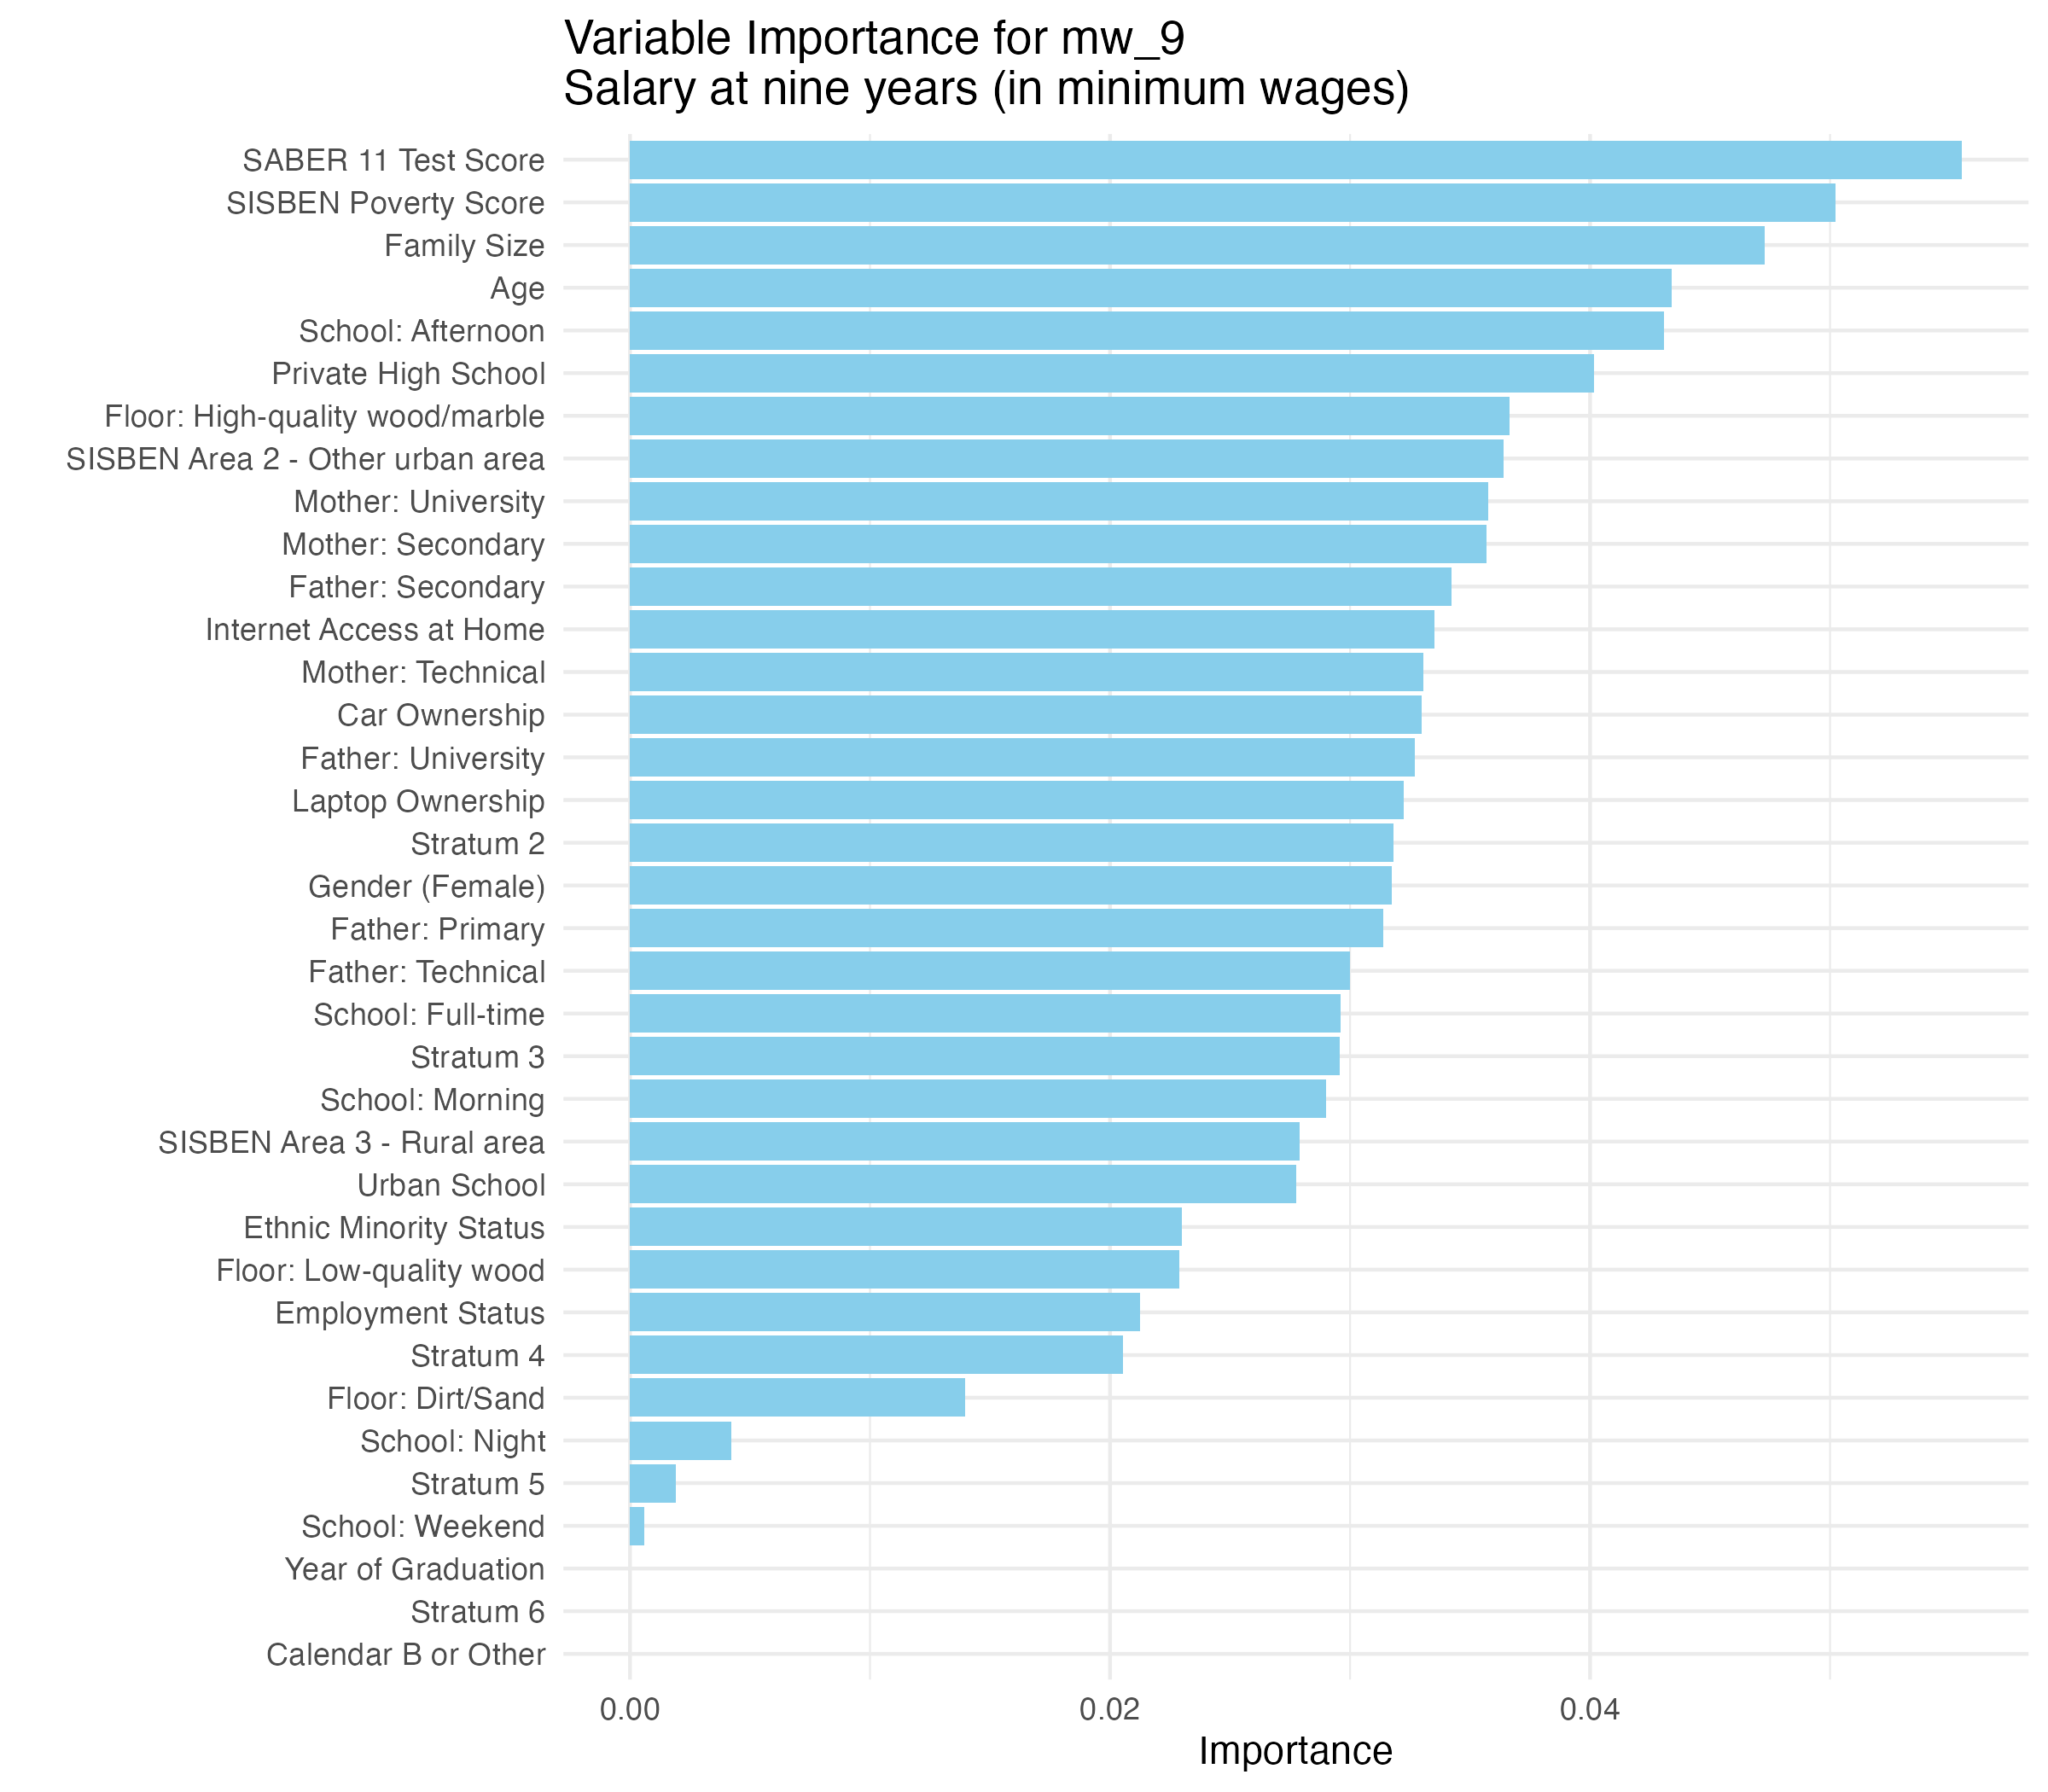 Variable Importance for mw_9
Salary at nine years (in minimum wages)
SABER 11 Test Score
SISBEN Poverty Score
Family Size
Age
School: Afternoon
Private High School
Floor: High-quality wood/marble
SISBEN Area 2 - Other urban area
Mother: University
Mother: Secondary
Father: Secondary
Internet Access at Home
Mother: Technical
Car Ownership
Father: University
Laptop Ownership
Stratum 2
Gender (Female)
Father: Primary
Father: Technical
School: Full-time
Stratum 3
School: Morning
SISBEN Area 3 - Rural area
Urban School
Ethnic Minority Status
Floor: Low-quality wood
Employment Status
Stratum 4
Floor: Dirt/Sand
School: Night
Stratum 5
School: Weekend
Year of Graduation
Stratum 6
Calendar B or Other
0.00 0.02 0.04
Importance